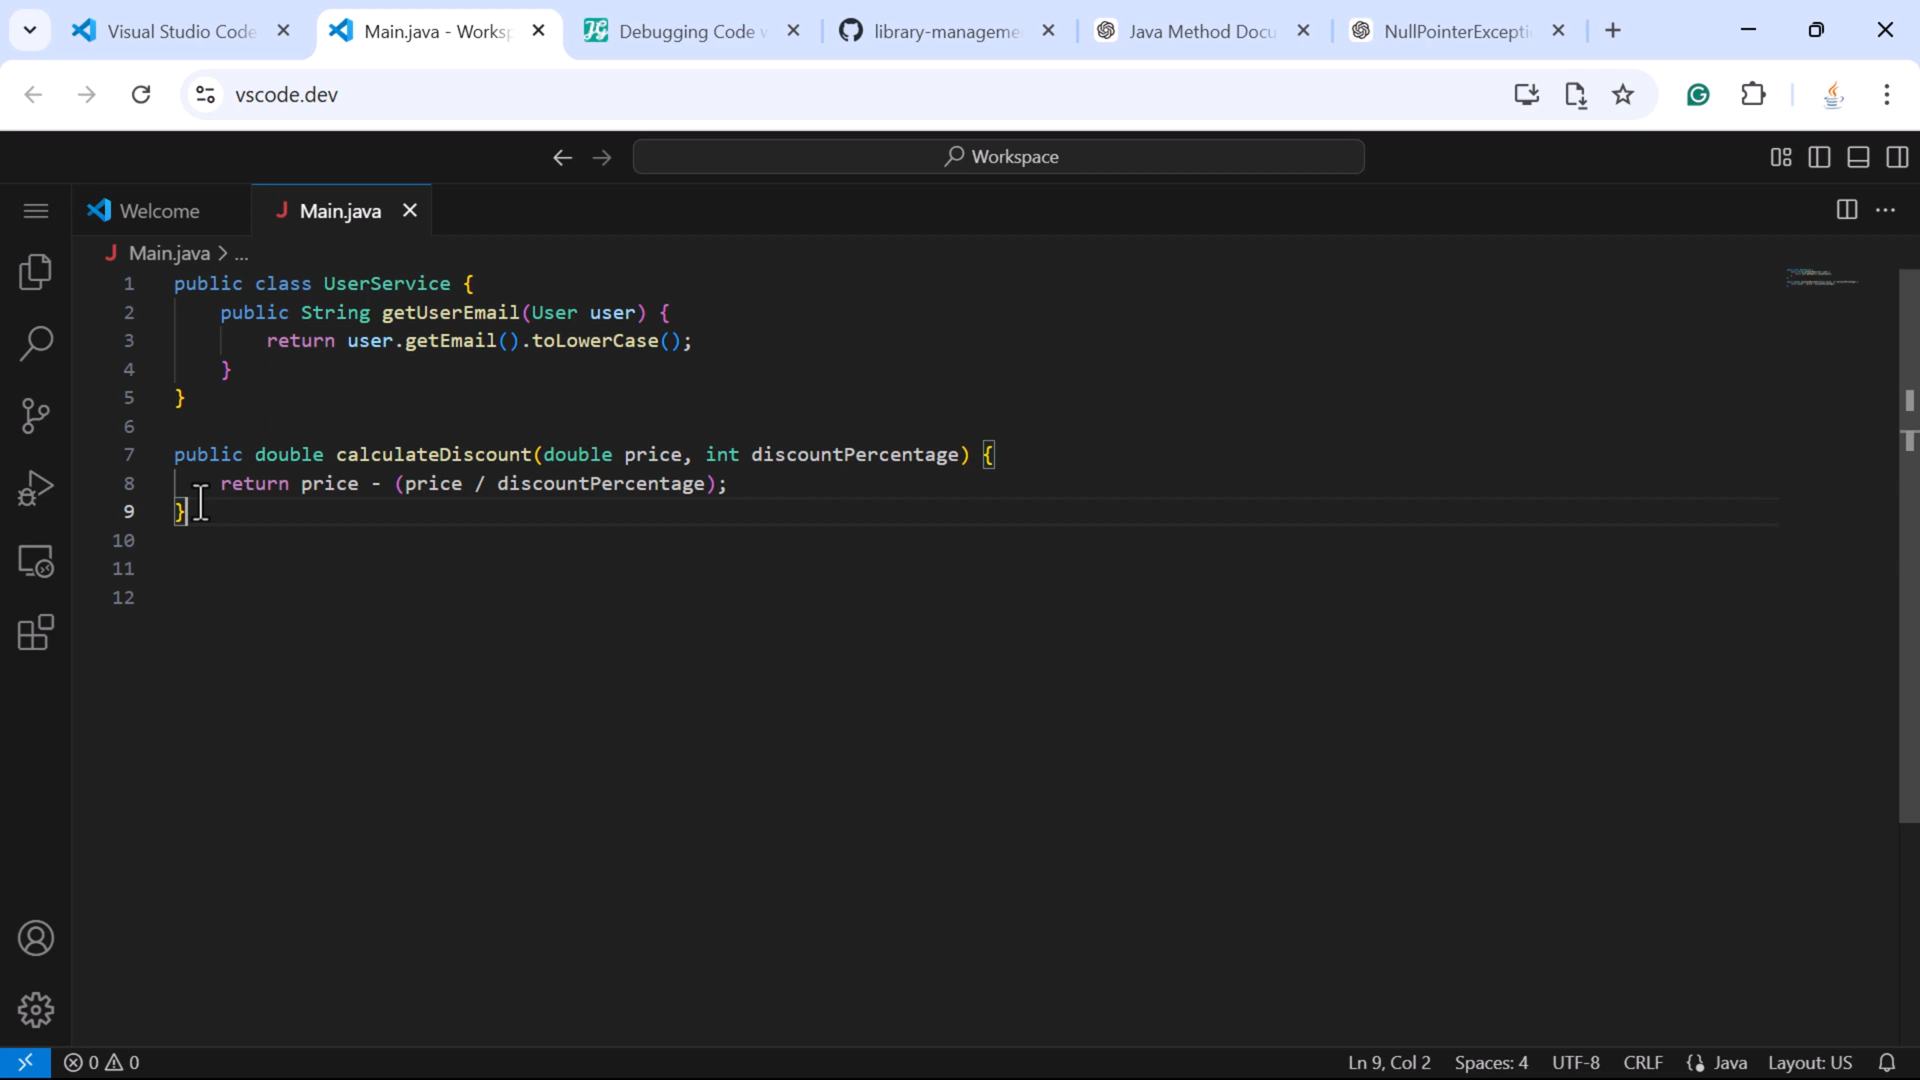 Visual Studio Code
Main.java - Worksp
Debugging Code w
library-manageme
Java Method Docu
NullPointerExcepti
vscode.dev
Workspace
Welcome
Main.java
Main.java > ...
1 public class UserService {
2     public String getUserEmail(User user) {
3         return user.getEmail().toLowerCase();
4     }
5 }
6
7 public double calculateDiscount(double price, int discountPercentage) {
8     return price - (price / discountPercentage);
9 }
10
11
12
0 0
Ln 9, Col 2 Spaces: 4 UTF-8 CRLF Java Layout: US